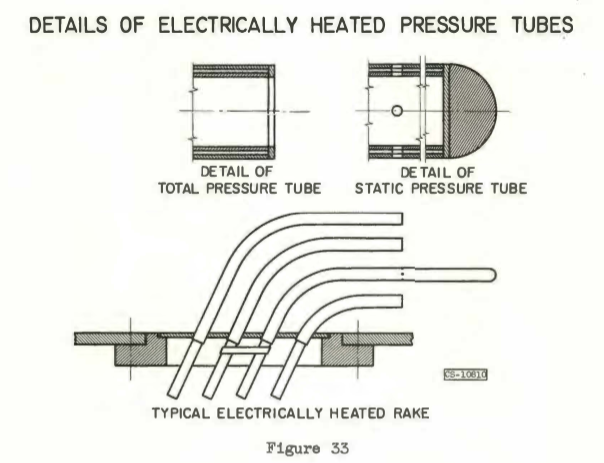 DETAILS OF ELECTRICALLY HEATED PRESSURE TUBES
DETAIL OF
TOTAL PRESSURE TUBE
DETAIL OF
STATIC PRESSURE TUBE
CS-10810
TYPICAL ELECTRICALLY HEATED RAKE
Figure 33